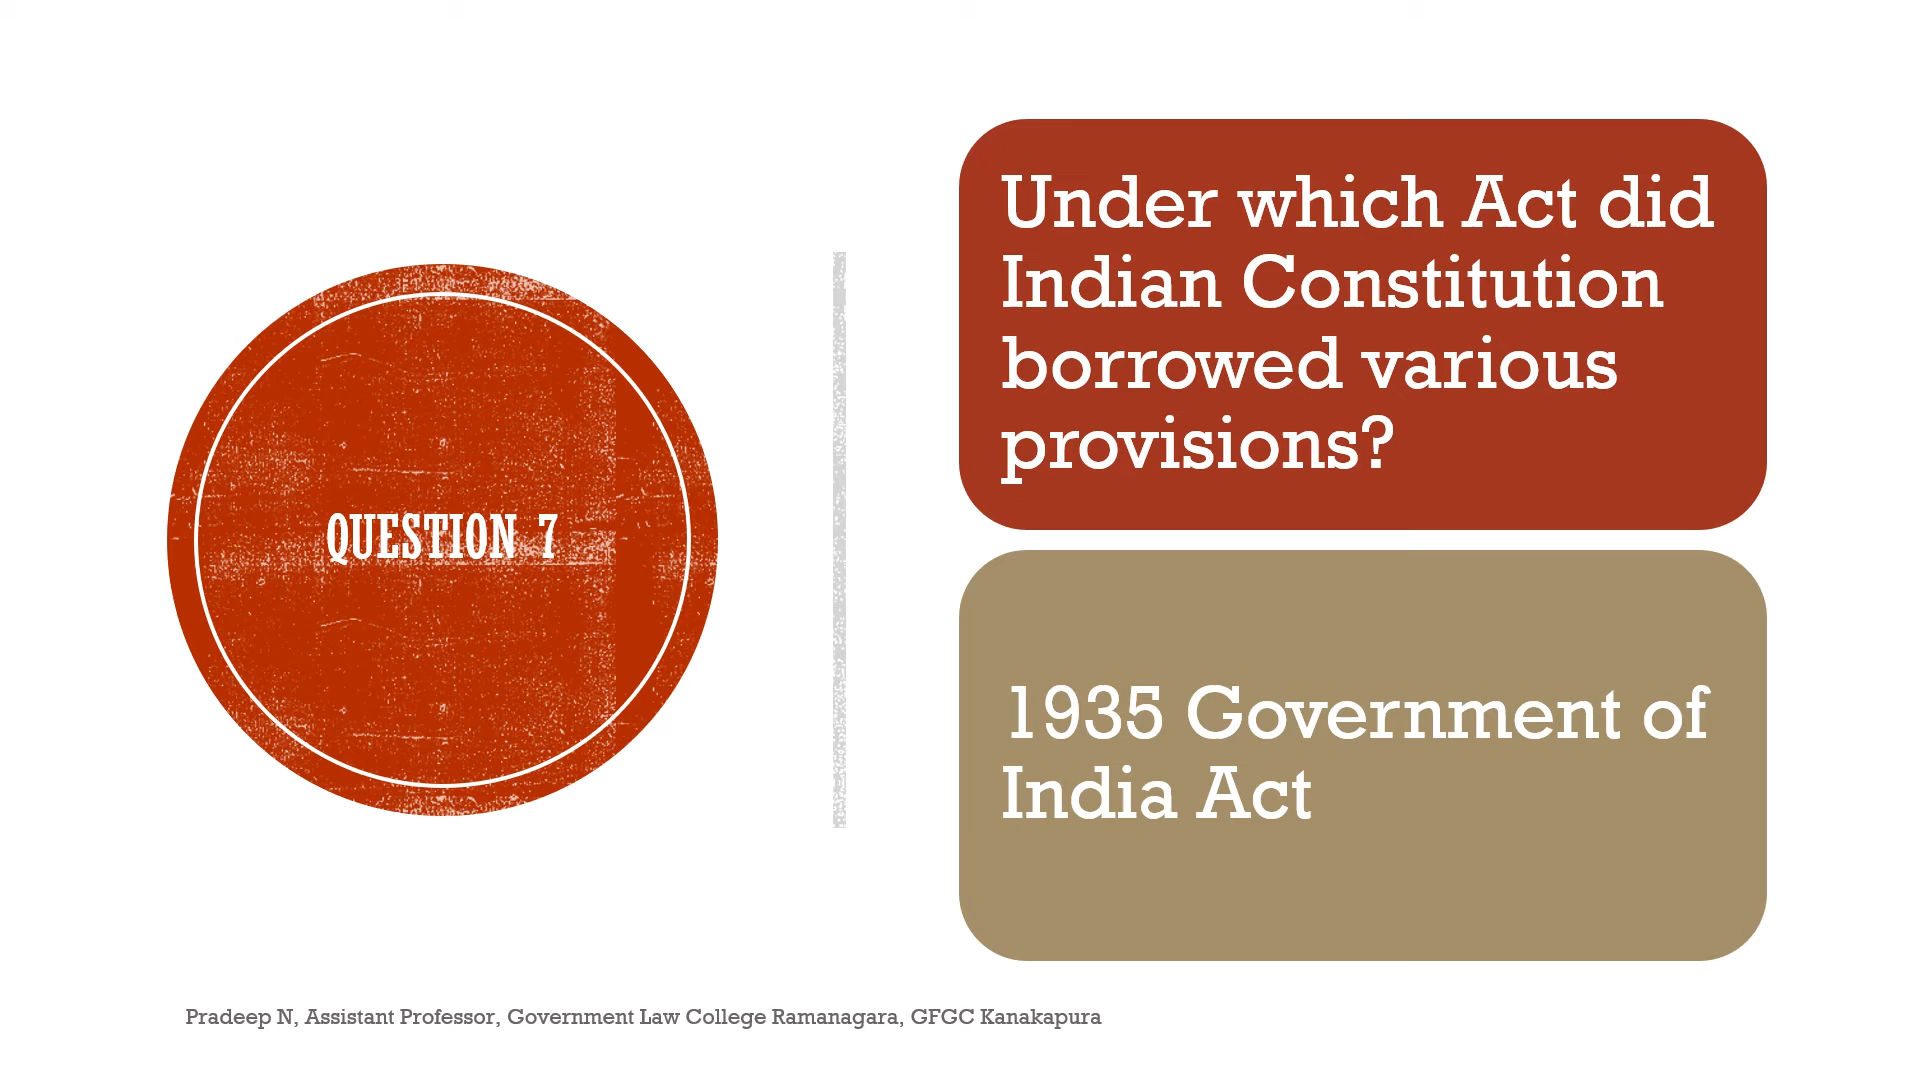 QUESTION 7
Under which Act did
Indian Constitution
borrowed various
provisions?
1935 Government of
India Act
Pradeep N, Assistant Professor, Government Law College Ramanagara, GFGC Kanakapura